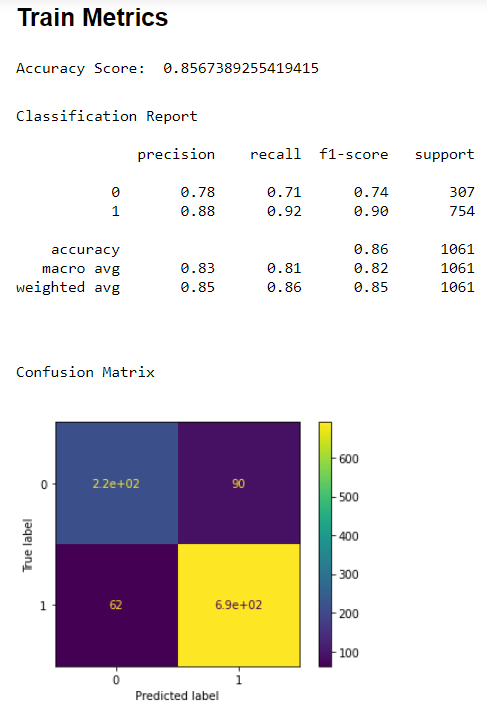 Train Metrics
Accuracy Score:  0.8567389255419415
Classification Report
precision recall f1-score support
0 0.78 0.71 0.74 307
1 0.88 0.92 0.90 754
accuracy 0.86 1061
macro avg 0.83 0.81 0.82 1061
weighted avg 0.85 0.86 0.85 1061
Confusion Matrix
True label
0 2.2e+02 90
1 62 6.9e+02
0 1
Predicted label
600
500
400
300
200
100